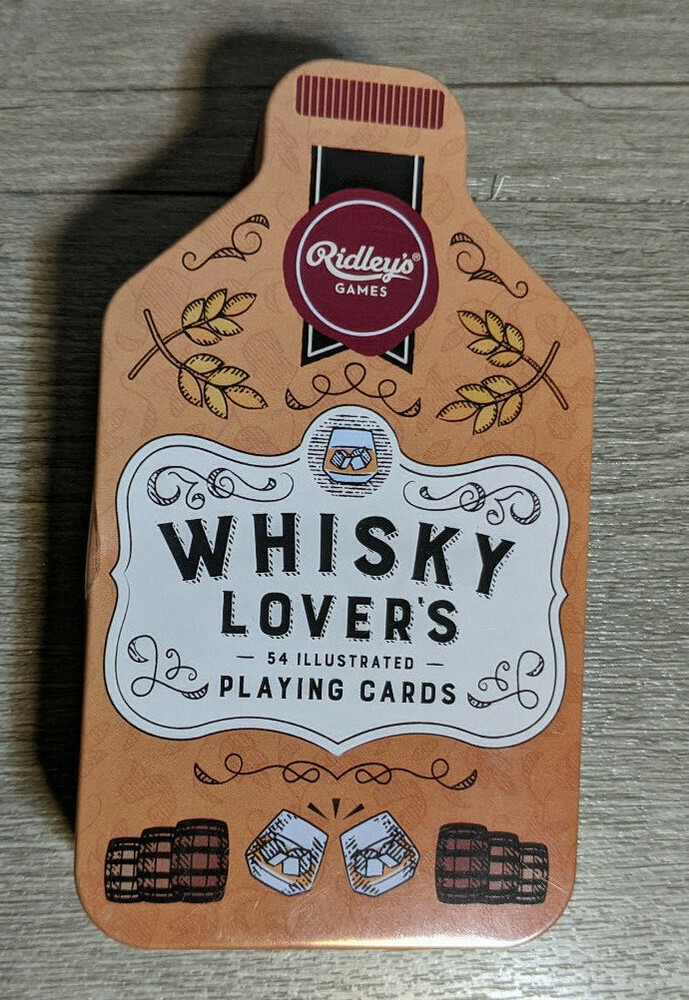 Ridley's®
GAMES
WHISKY
LOVER'S
— 54 ILLUSTRATED —
PLAYING CARDS